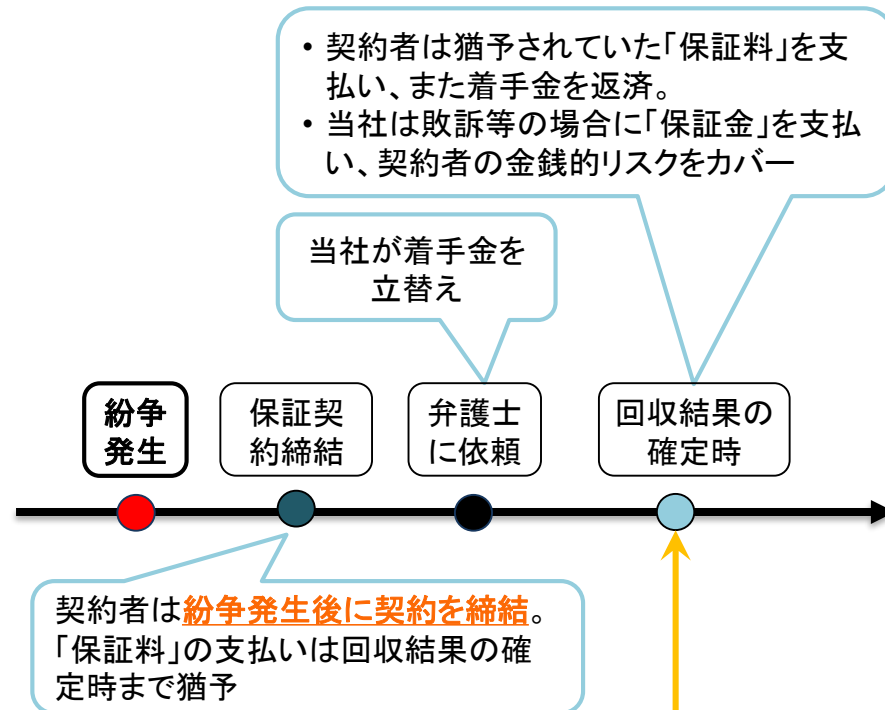 • 契約者は猶予されていた「保証料」を支
払い、また着手金を返済。
• 当社は敗訴等の場合に「保証金」を支払
い、契約者の金銭的リスクをカバー
当社が着手金を
立替え
紛争
発生
保証契
約締結
弁護士
に依頼
回収結果の
確定時
契約者は紛争発生後に契約を締結。
「保証料」の支払いは回収結果の確
定時まで猶予